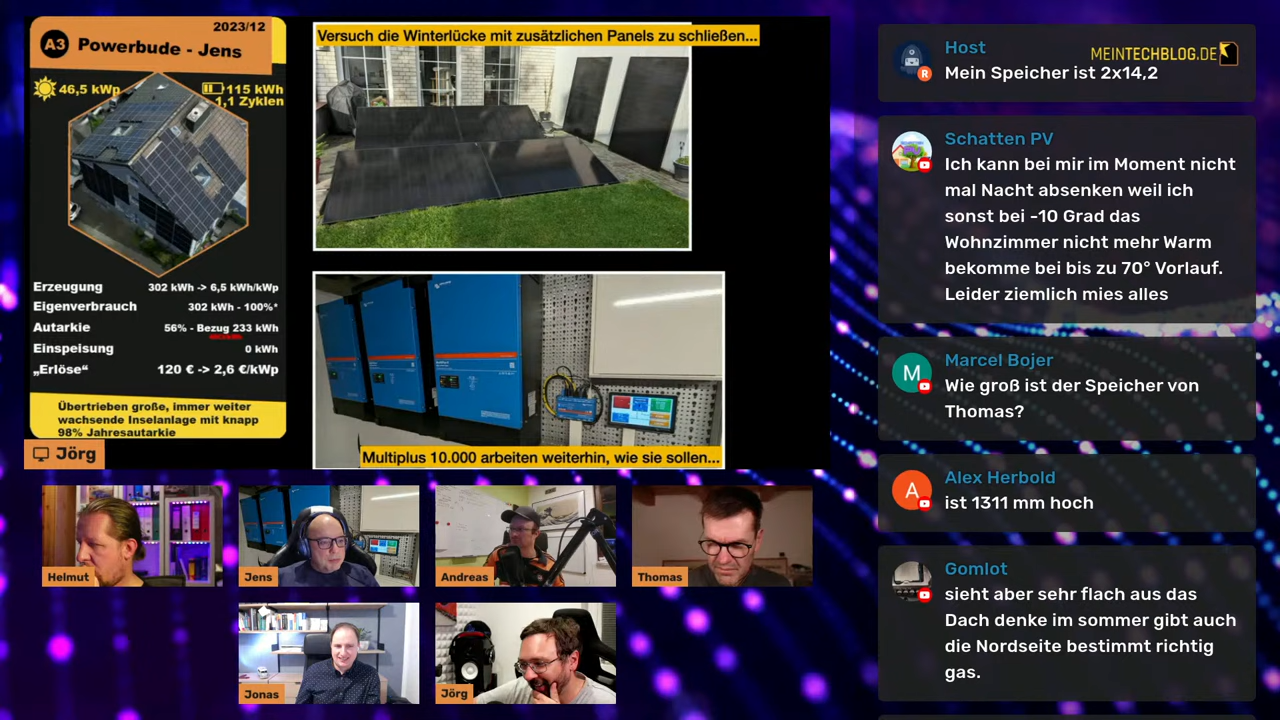 2023/12
A3 Powerbude - Jens
46,5 kWp
115 kWh
1,1 Zyklen
Erzeugung 302 kWh -> 6,5 kWh/kWp
Eigenverbrauch 302 kWh - 100%*
Autarkie 56% - Bezug 233 kWh
Einspeisung 0 kWh
„Erlöse“ 120 € -> 2,6 €/kWp
Übertrieben große, immer weiter
wachsende Inselanlage mit knapp
98% Jahresautarkie
Jörg
Versuch die Winterlücke mit zusätzlichen Panels zu schließen...
Multiplus 10.000 arbeiten weiterhin, wie sie sollen...
Helmut
Jens
Andreas
Thomas
Jonas
Jörg
MEINTECHBLOG.DE
Host
Mein Speicher ist 2x14,2
Schatten PV
Ich kann bei mir im Moment nicht
mal Nacht absenken weil ich
sonst bei -10 Grad das
Wohnzimmer nicht mehr Warm
bekomme bei bis zu 70° Vorlauf.
Leider ziemlich mies alles
M
Marcel Bojer
Wie groß ist der Speicher von
Thomas?
A
Alex Herbold
ist 1311 mm hoch
Gomlot
sieht aber sehr flach aus das
Dach denke im sommer gibt auch
die Nordseite bestimmt richtig
gas.